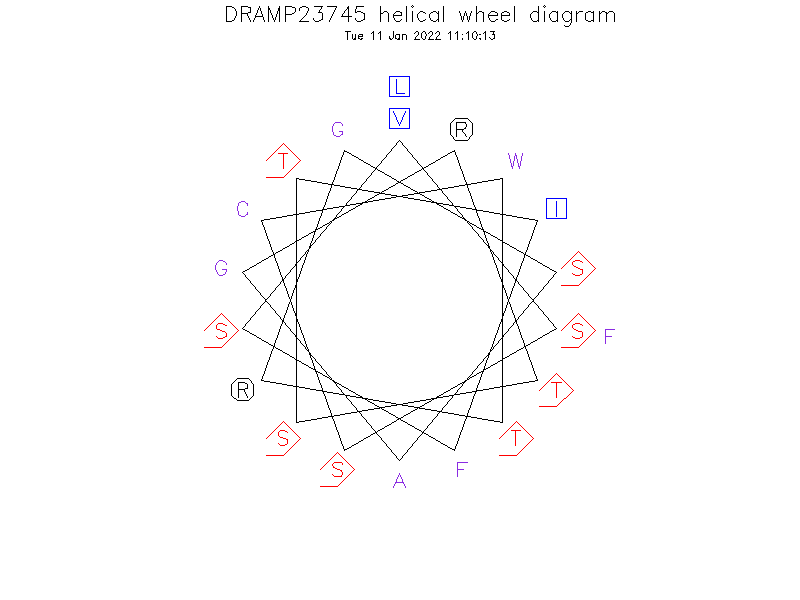 DRAMP23745 helical wheel diagram
Tue 11 Jan 2022 11:10:13
L
V
G R
T W
C I
G S
S S F
R T
S T
S F
A